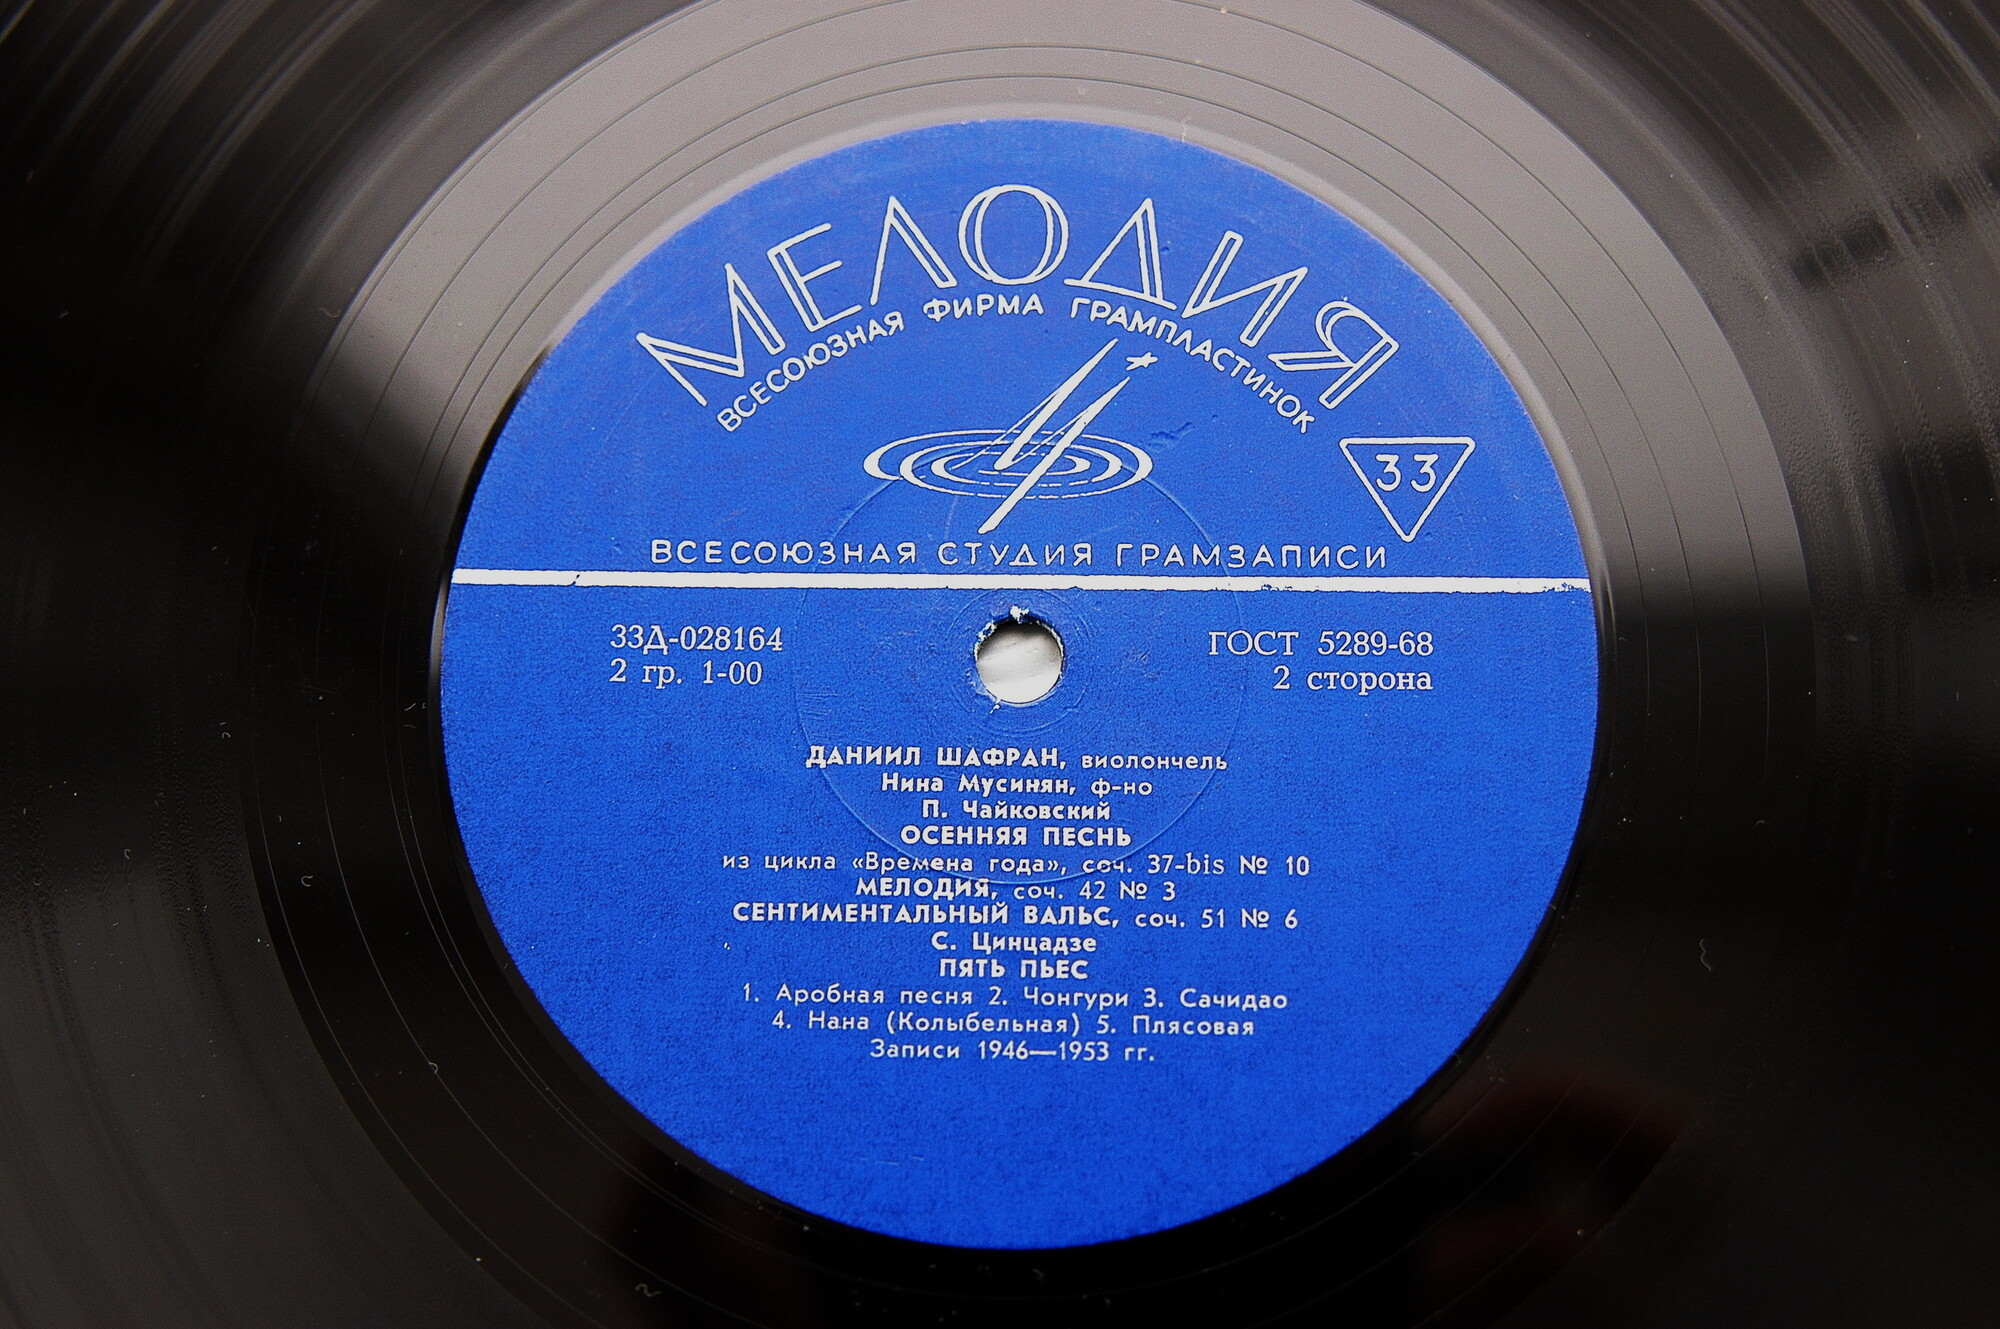 МЕЛОДИЯ
ВСЕСОЮЗНАЯ ФИРМА ГРАМПЛАСТИНОК
33
ВСЕСОЮЗНАЯ СТУДИЯ ГРАМЗАПИСИ
33Д-028164
2 гр. 1-00
ГОСТ 5289-68
2 сторона
ДАНИИЛ ШАФРАН, виолончель
Нина Мусинян, ф-но
П. Чайковский
ОСЕННЯЯ ПЕСНЬ
из цикла «Времена года», соч. 37-bis № 10
МЕЛОДИЯ, соч. 42 № 3
СЕНТИМЕНТАЛЬНЫЙ ВАЛЬС, соч. 51 № 6
С. Цинцадзе
ПЯТЬ ПЬЕС
1. Аробная песня 2. Чонгури 3. Сачидао
4. Нана (Колыбельная) 5. Плясовая
Записи 1946—1953 гг.